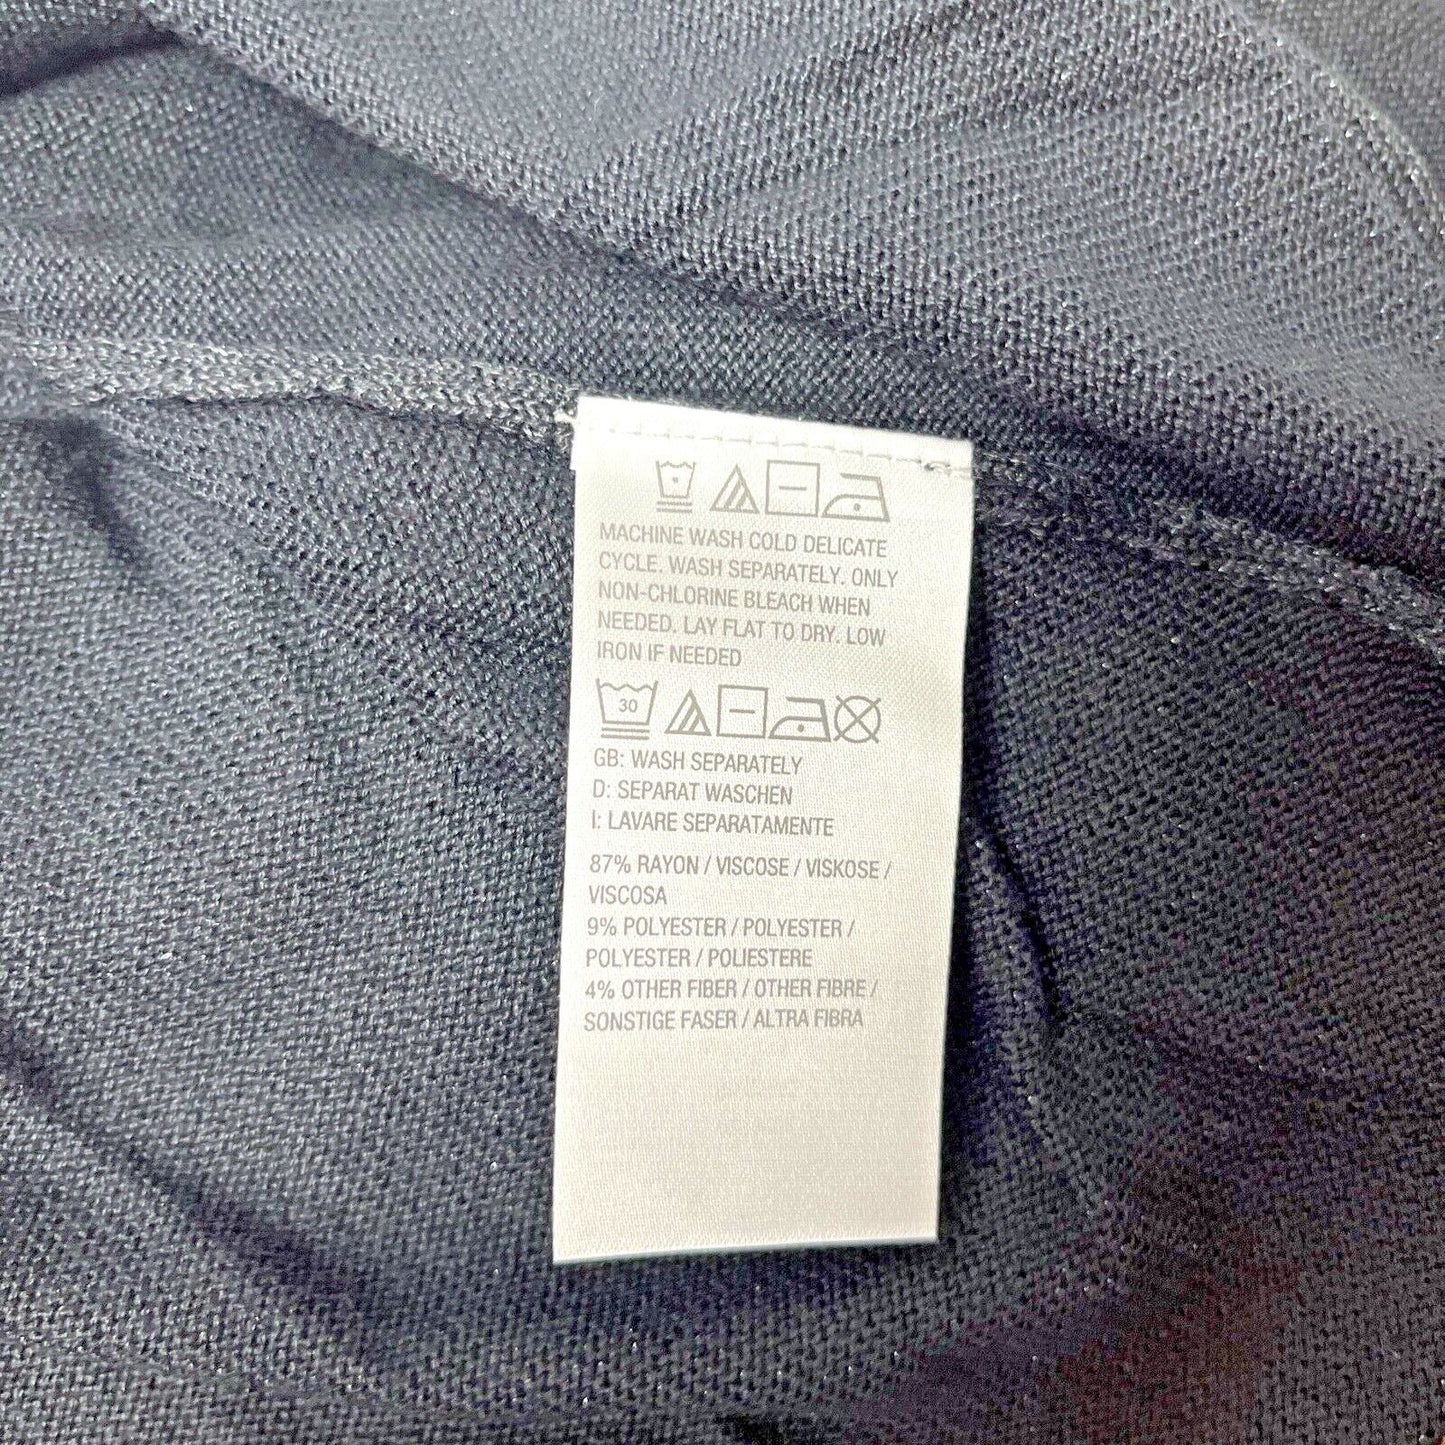 MACHINE WASH COLD DELICATE
CYCLE. WASH SEPARATELY. ONLY
NON-CHLORINE BLEACH WHEN
NEEDED. LAY FLAT TO DRY. LOW
IRON IF NEEDED
30
GB: WASH SEPARATELY
D: SEPARAT WASCHEN
I: LAVARE SEPARATAMENTE
87% RAYON / VISCOSE / VISKOSE /
VISCOSA
9% POLYESTER / POLYESTER /
POLYESTER / POLIESTERE
4% OTHER FIBER / OTHER FIBRE /
SONSTIGE FASER / ALTRA FIBRA